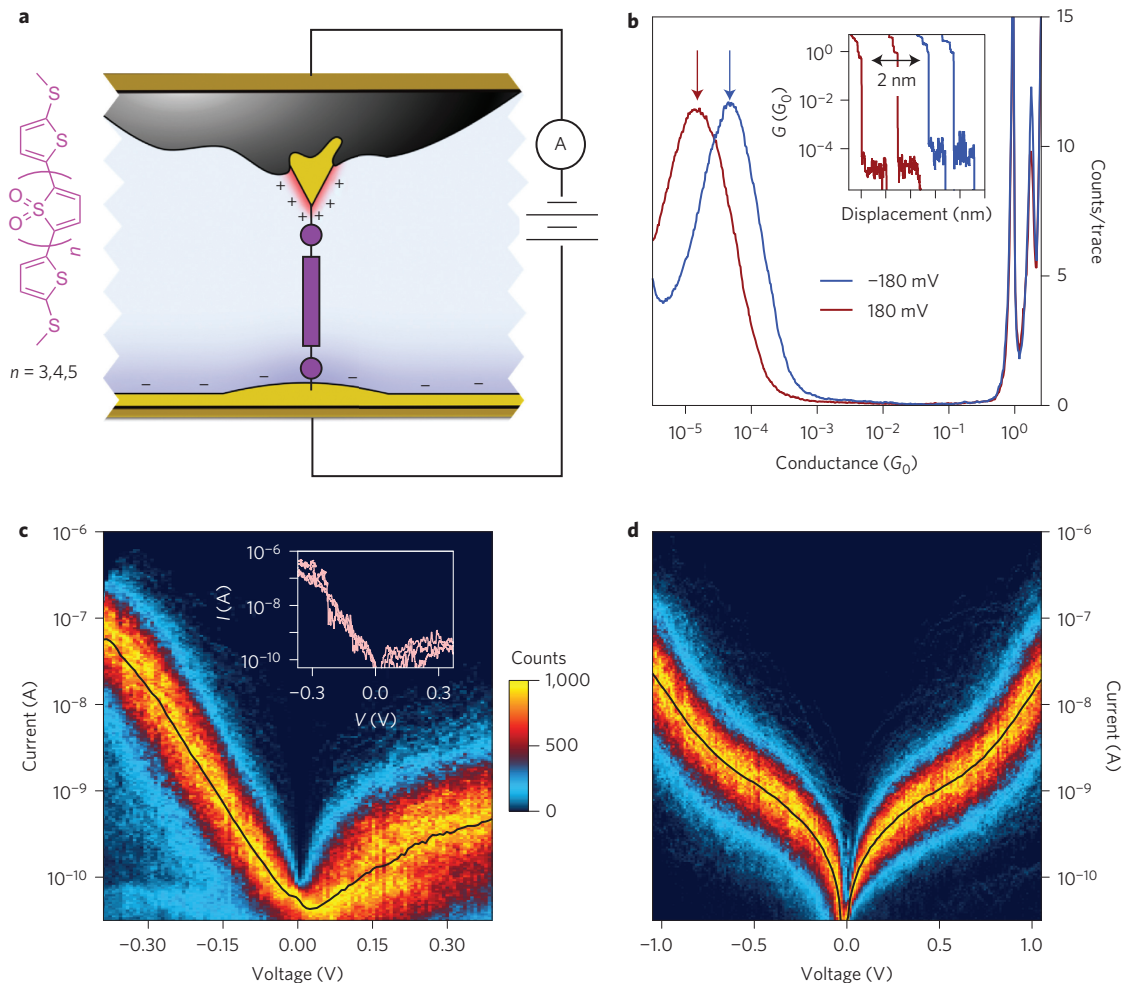 a
S
S
O
O
S
n
S
S
n = 3,4,5
+ +
+ +
+ +
+ +
A
− − − − −
b
15
10
5
0
Counts/trace
10⁰
10⁻²
10⁻⁴
G (G₀)
2 nm
Displacement (nm)
−180 mV
180 mV
10⁻⁵ 10⁻⁴ 10⁻³ 10⁻² 10⁻¹ 10⁰
Conductance (G₀)
c
10⁻⁶
10⁻⁷
10⁻⁸
10⁻⁹
10⁻¹⁰
Current (A)
10⁻⁶
10⁻⁸
10⁻¹⁰
I (A)
−0.3 0.0 0.3
V (V)
Counts
1,000
500
0
−0.30 −0.15 0.00 0.15 0.30
Voltage (V)
d
10⁻⁶
10⁻⁷
10⁻⁸
10⁻⁹
10⁻¹⁰
Current (A)
−1.0 −0.5 0.0 0.5 1.0
Voltage (V)